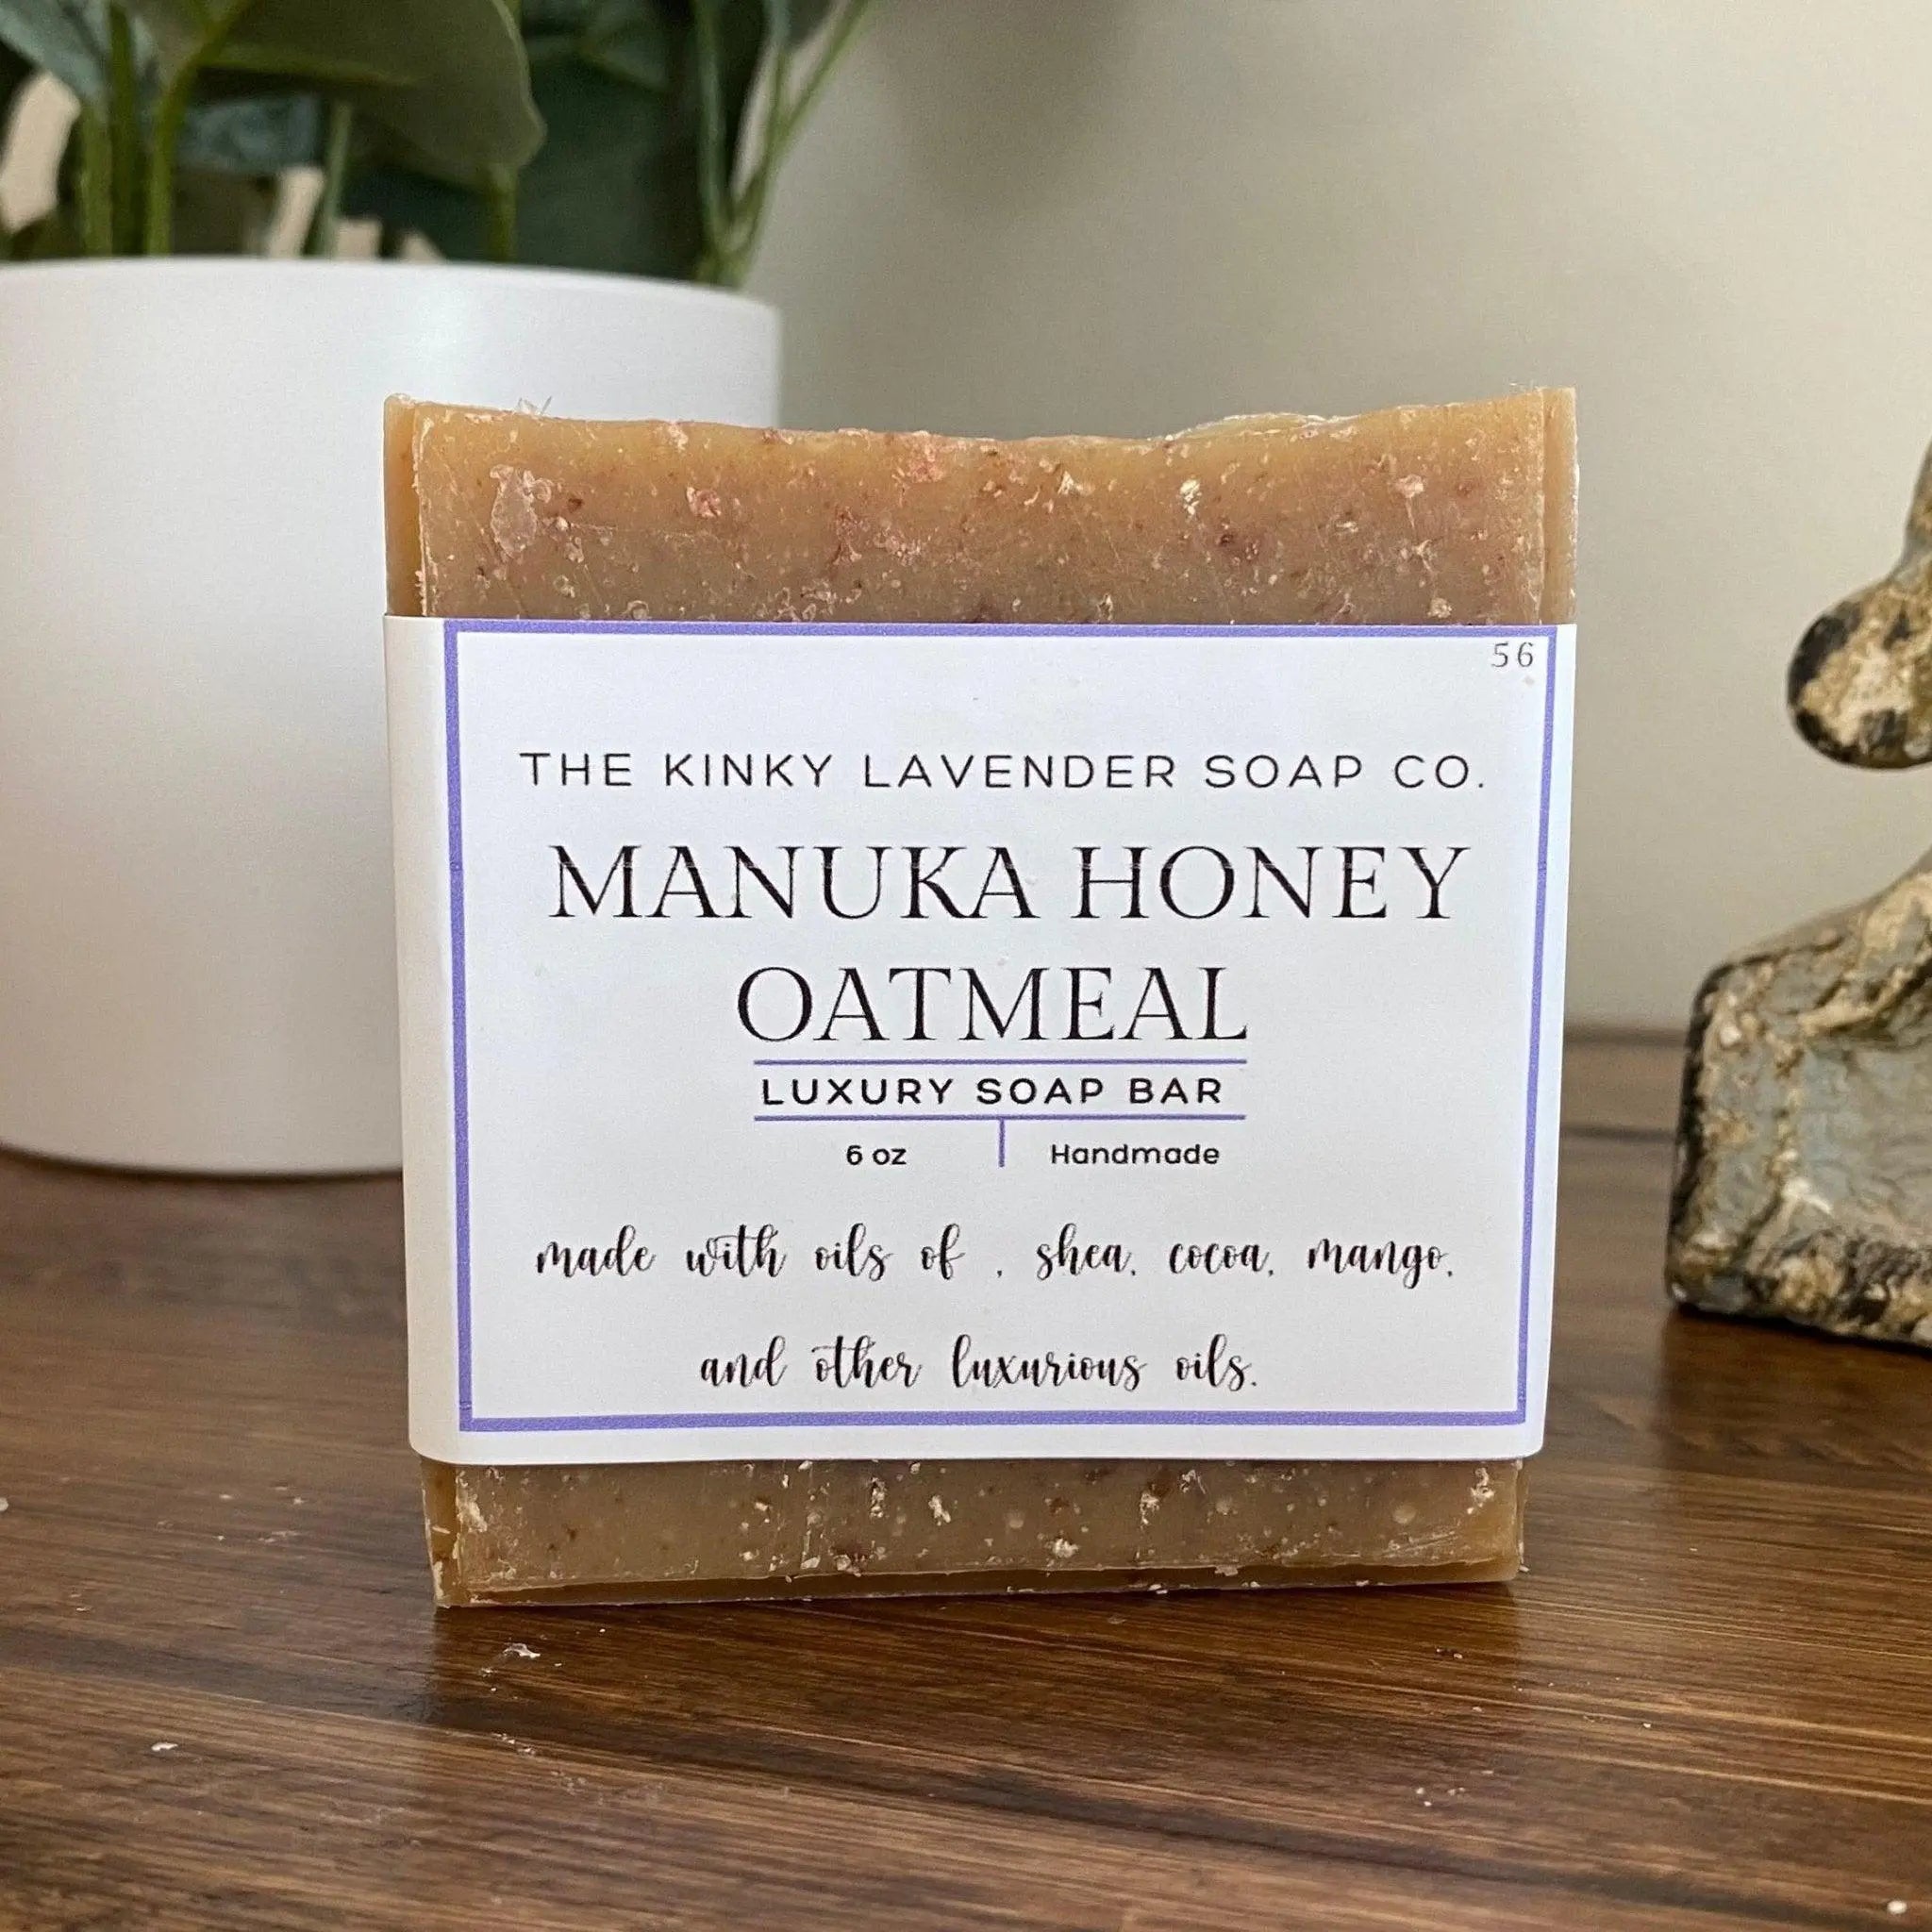 56
THE KINKY LAVENDER SOAP CO.
MANUKA HONEY
OATMEAL
LUXURY SOAP BAR
6 oz | Handmade
made with oils of , shea, cocoa, mango,
and other luxurious oils.